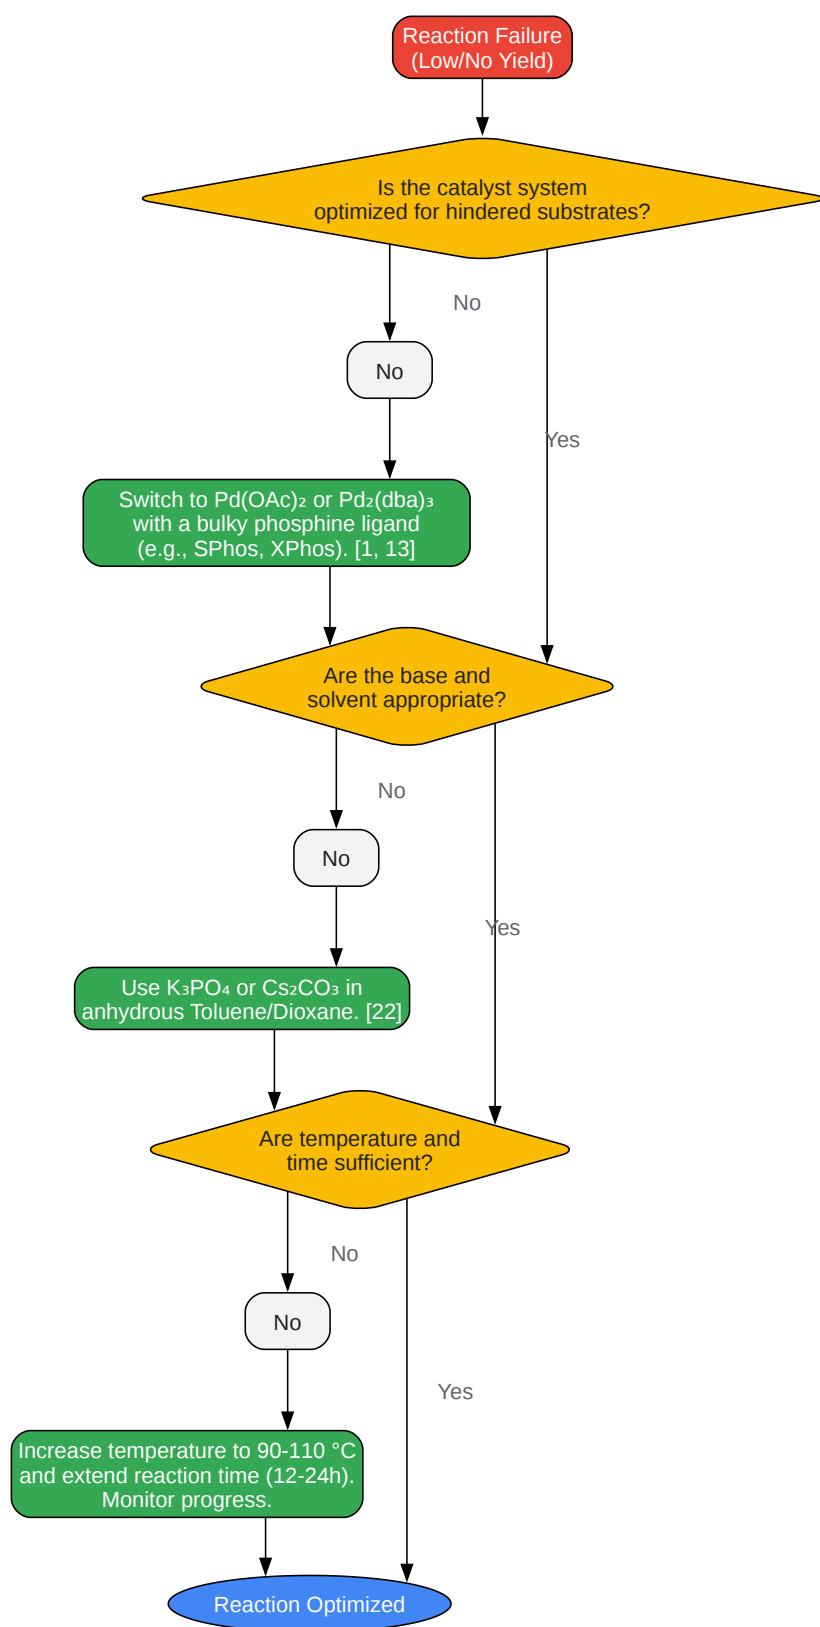 Reaction Failure
(Low/No Yield)
Is the catalyst system
optimized for hindered substrates?
No
No
Yes
Switch to Pd(OAc)₂ or Pd₂(dba)₃
with a bulky phosphine ligand
(e.g., SPhos, XPhos). [1, 13]
Are the base and
solvent appropriate?
No
No
Yes
Use K₃PO₄ or Cs₂CO₃ in
anhydrous Toluene/Dioxane. [22]
Are temperature and
time sufficient?
No
No
Yes
Increase temperature to 90-110 °C
and extend reaction time (12-24h).
Monitor progress.
Reaction Optimized